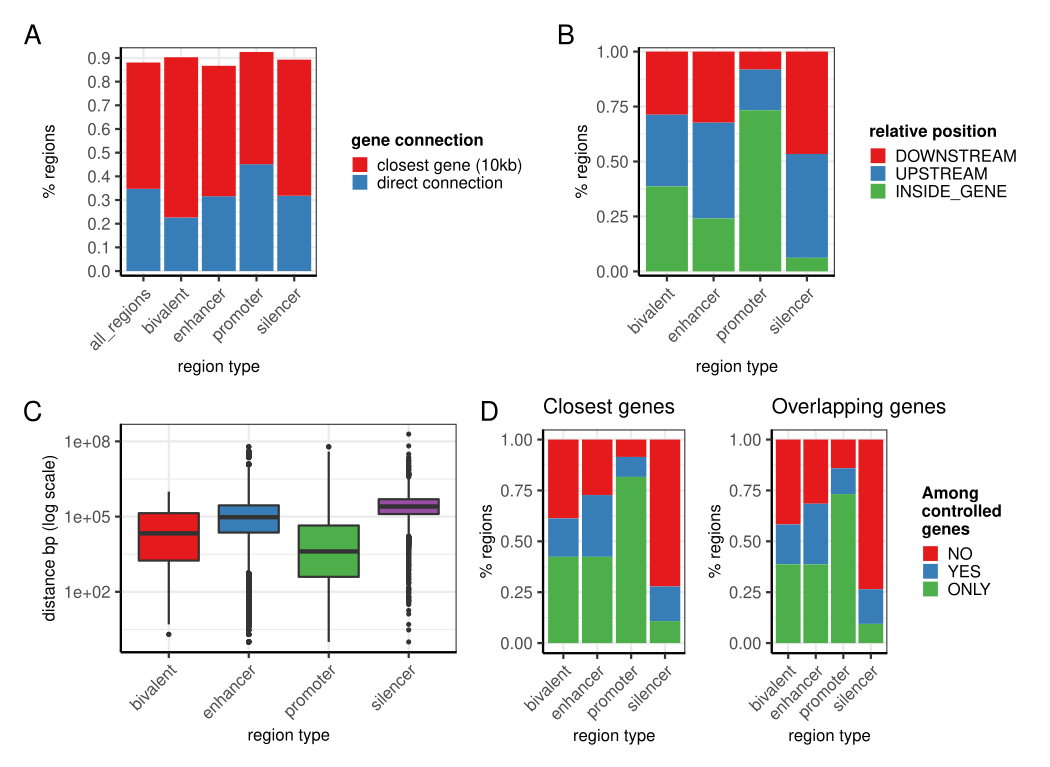 A
% regions
0.9
0.8
0.7
0.6
0.5
0.4
0.3
0.2
0.1
0.0
all_regions
bivalent
enhancer
promoter
silencer
region type
gene connection
closest gene (10kb)
direct connection
B
% regions
1.00
0.75
0.50
0.25
0.00
bivalent
enhancer
promoter
silencer
region type
relative position
DOWNSTREAM
UPSTREAM
INSIDE_GENE
C
distance bp (log scale)
1e+08
1e+05
1e+02
bivalent
enhancer
promoter
silencer
region type
D
Closest genes
% regions
1.00
0.75
0.50
0.25
0.00
bivalent
enhancer
promoter
silencer
region type
Overlapping genes
% regions
1.00
0.75
0.50
0.25
0.00
bivalent
enhancer
promoter
silencer
region type
Among
controlled
genes
NO
YES
ONLY